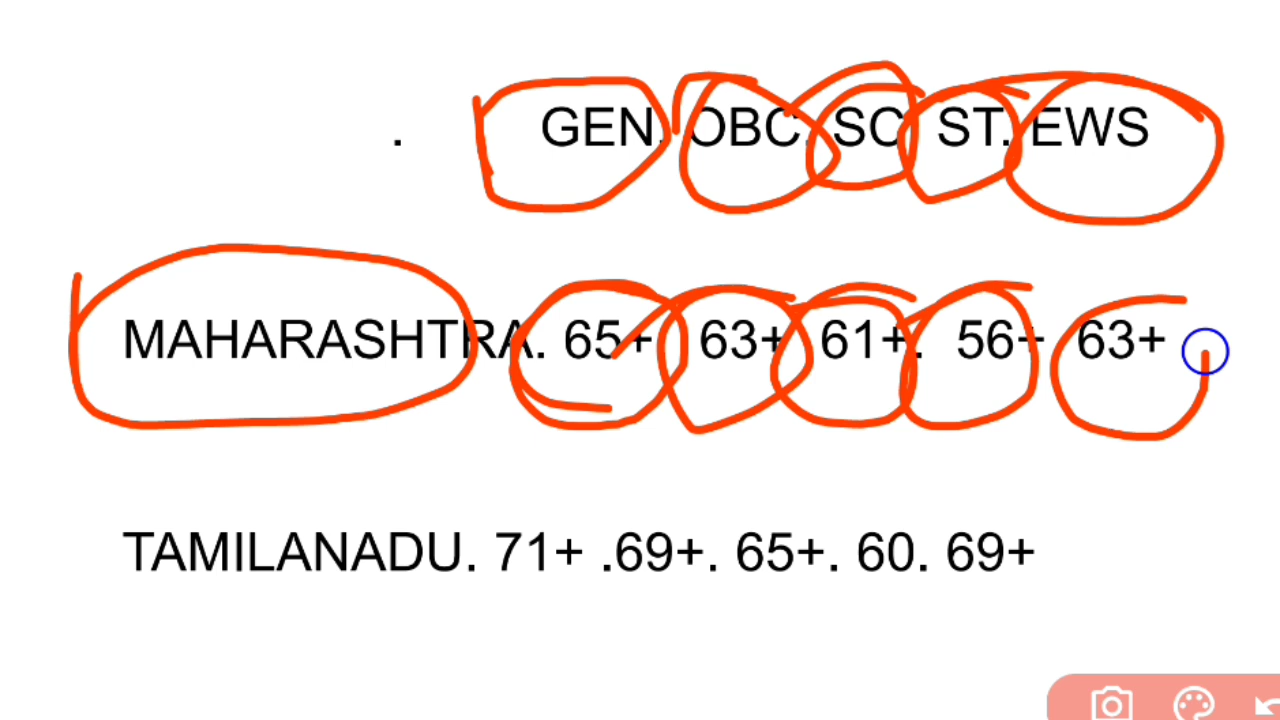 . GEN. OBC. SC ST. EWS
MAHARASHTRA. 65+ 63+ 61+. 56+ 63+
TAMILANADU. 71+ .69+. 65+. 60. 69+